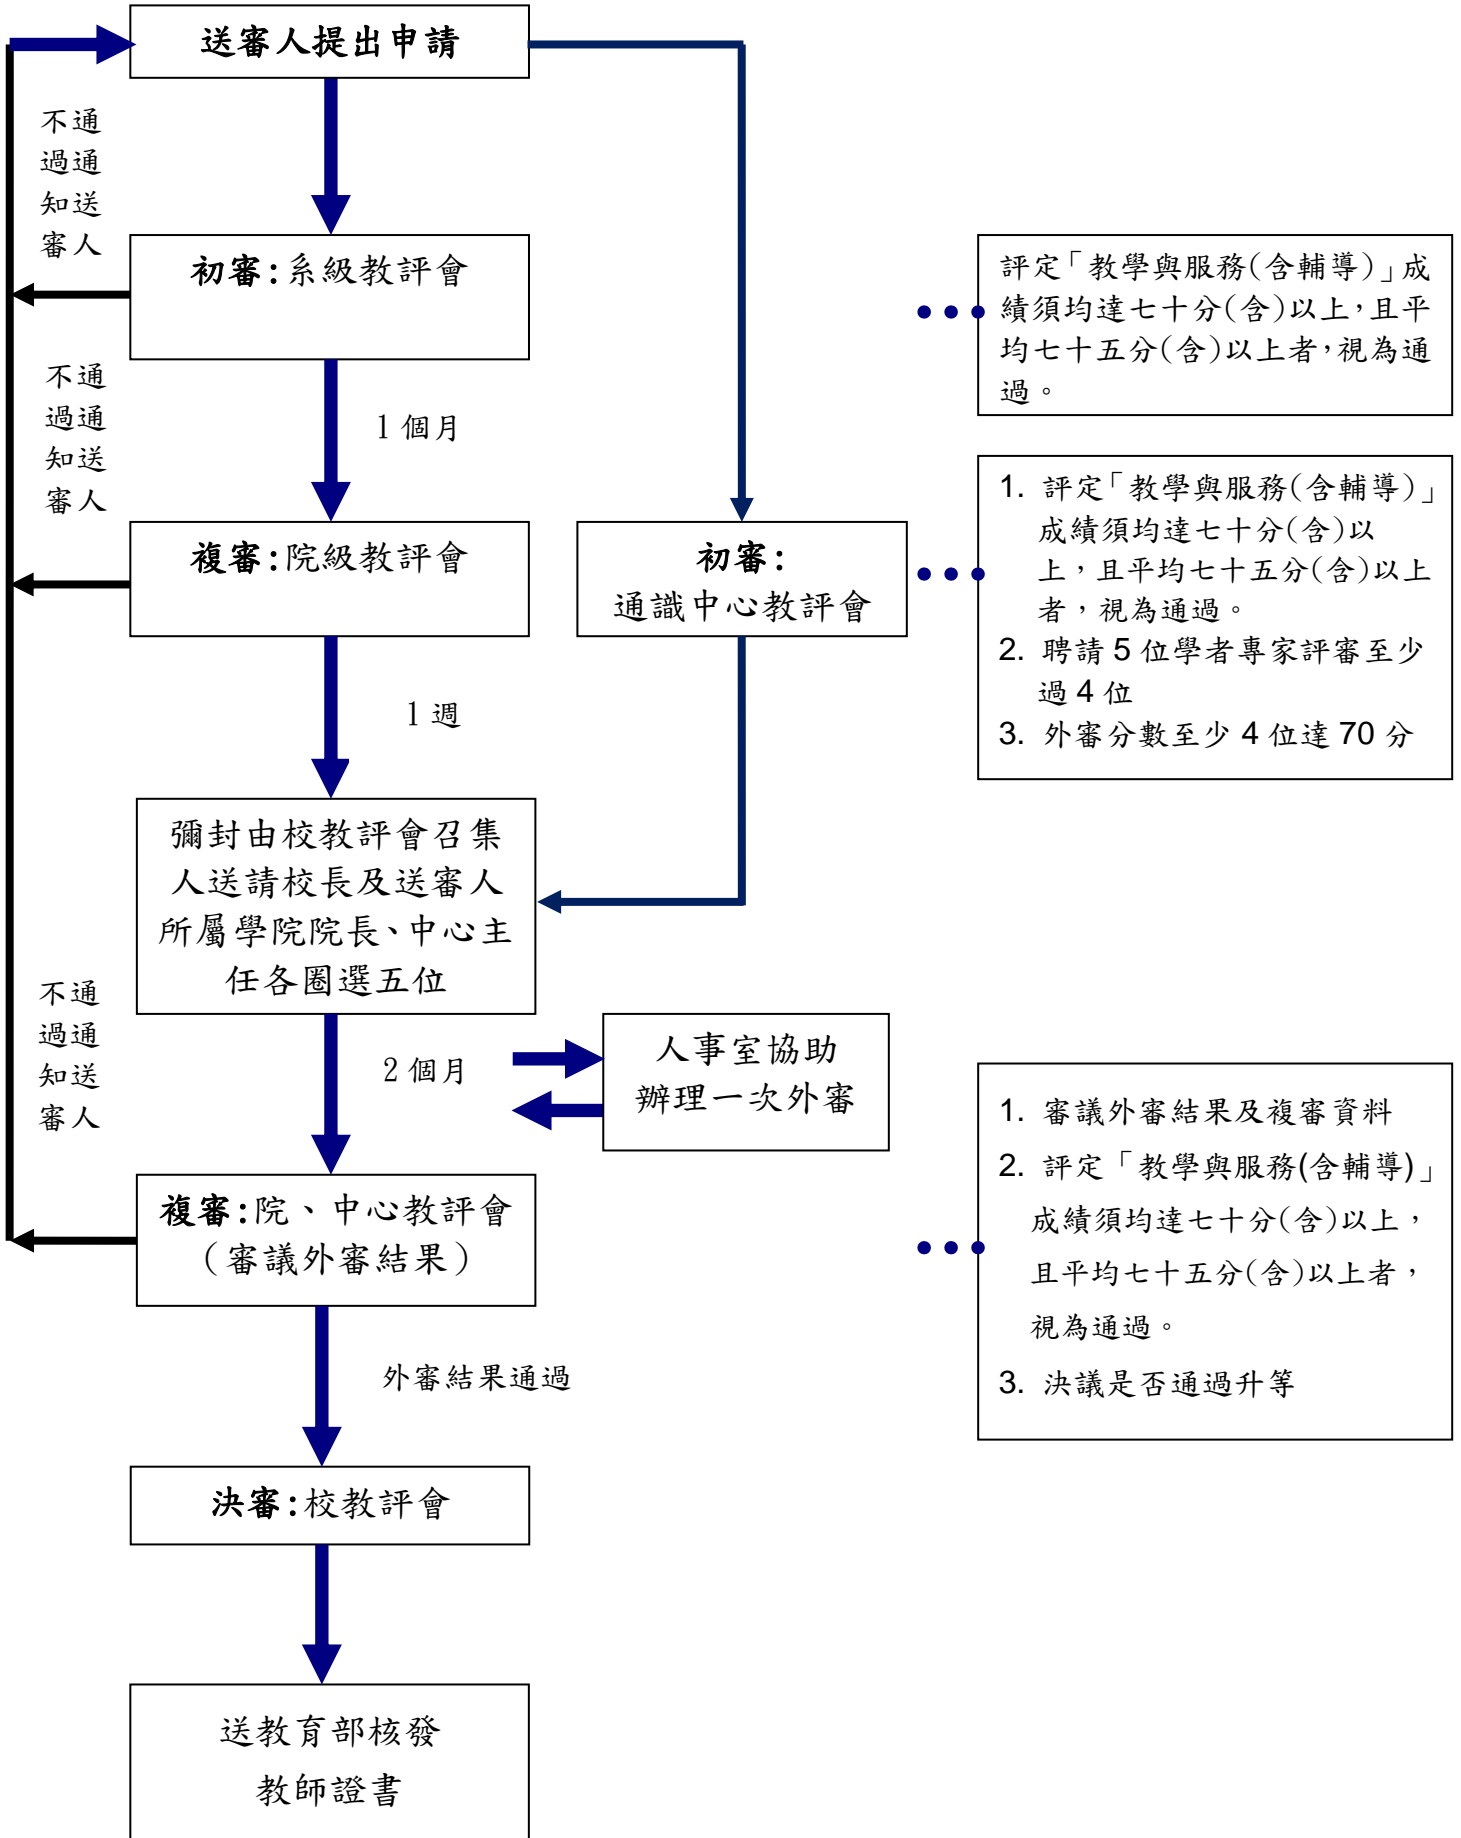 送審人提出申請
不通
過通
知送
審人
初審:系級教評會
評定「教學與服務(含輔導)」成
績須均達七十分(含)以上,且平
均七十五分(含)以上者,視為通
過。
不通
過通
知送
審人
1個月
複審:院級教評會
初審:
通識中心教評會
1. 評定「教學與服務(含輔導)」
成績須均達七十分(含)以
上,且平均七十五分(含)以上
者,視為通過。
2. 聘請 5 位學者專家評審至少
過 4 位
3. 外審分數至少 4 位達 70 分
1週
彌封由校教評會召集
人送請校長及送審人
所屬學院院長、中心主
任各圈選五位
不通
過通
知送
審人
2個月
人事室協助
辦理一次外審
複審:院、中心教評會
(審議外審結果)
1. 審議外審結果及複審資料
2. 評定「教學與服務(含輔導)」
成績須均達七十分(含)以上,
且平均七十五分(含)以上者,
視為通過。
3. 決議是否通過升等
外審結果通過
決審:校教評會
送教育部核發
教師證書